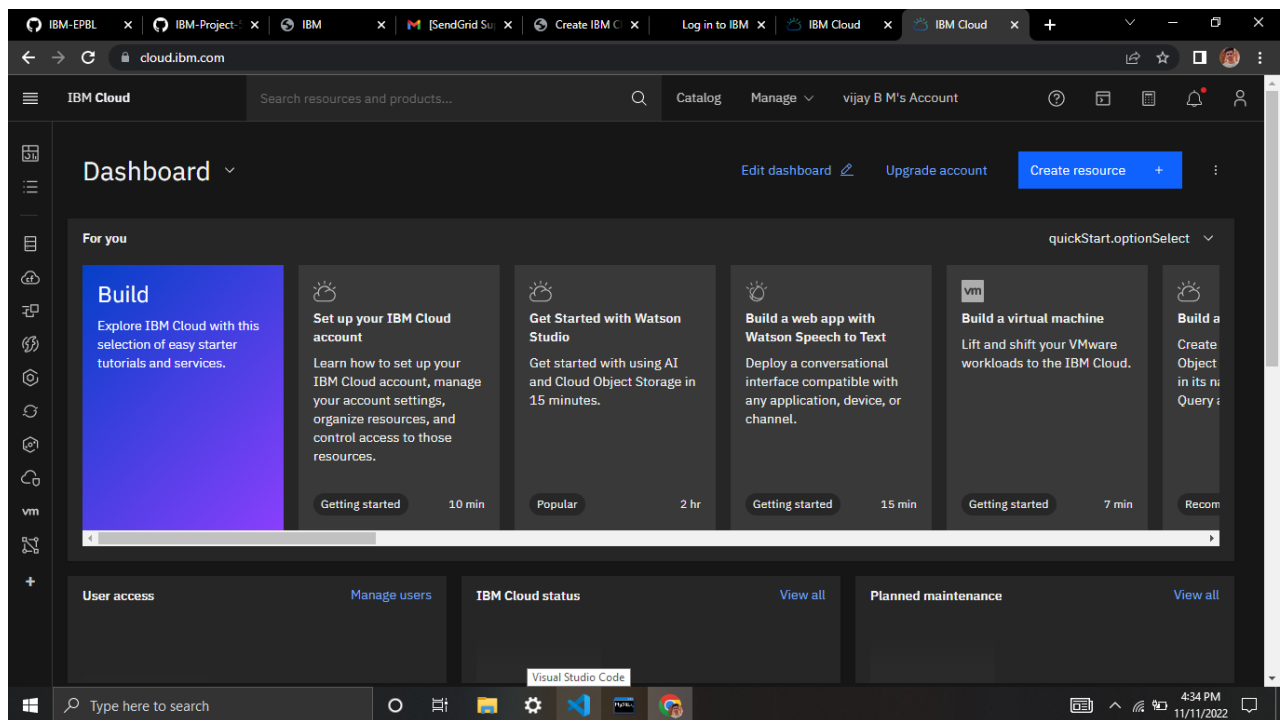 IBM-EPBL
IBM-Project-5
IBM
[SendGrid Sup
Create IBM Cl
Log in to IBM
IBM Cloud
IBM Cloud
cloud.ibm.com
IBM Cloud
Search resources and products...
Catalog
Manage
vijay B M's Account
Dashboard
Edit dashboard
Upgrade account
Create resource +
For you
quickStart.optionSelect
Build
Explore IBM Cloud with this
selection of easy starter
tutorials and services.
Set up your IBM Cloud
account
Learn how to set up your
IBM Cloud account, manage
your account settings,
organize resources, and
control access to those
resources.
Getting started
10 min
Get Started with Watson
Studio
Get started with using AI
and Cloud Object Storage in
15 minutes.
Popular
2 hr
Build a web app with
Watson Speech to Text
Deploy a conversational
interface compatible with
any application, device, or
channel.
Getting started
15 min
vm
Build a virtual machine
Lift and shift your VMware
workloads to the IBM Cloud.
Getting started
7 min
Build a
Create
Object
in its na
Query a
Recom
vm
User access
Manage users
IBM Cloud status
View all
Planned maintenance
View all
Visual Studio Code
Type here to search
4:34 PM
11/11/2022